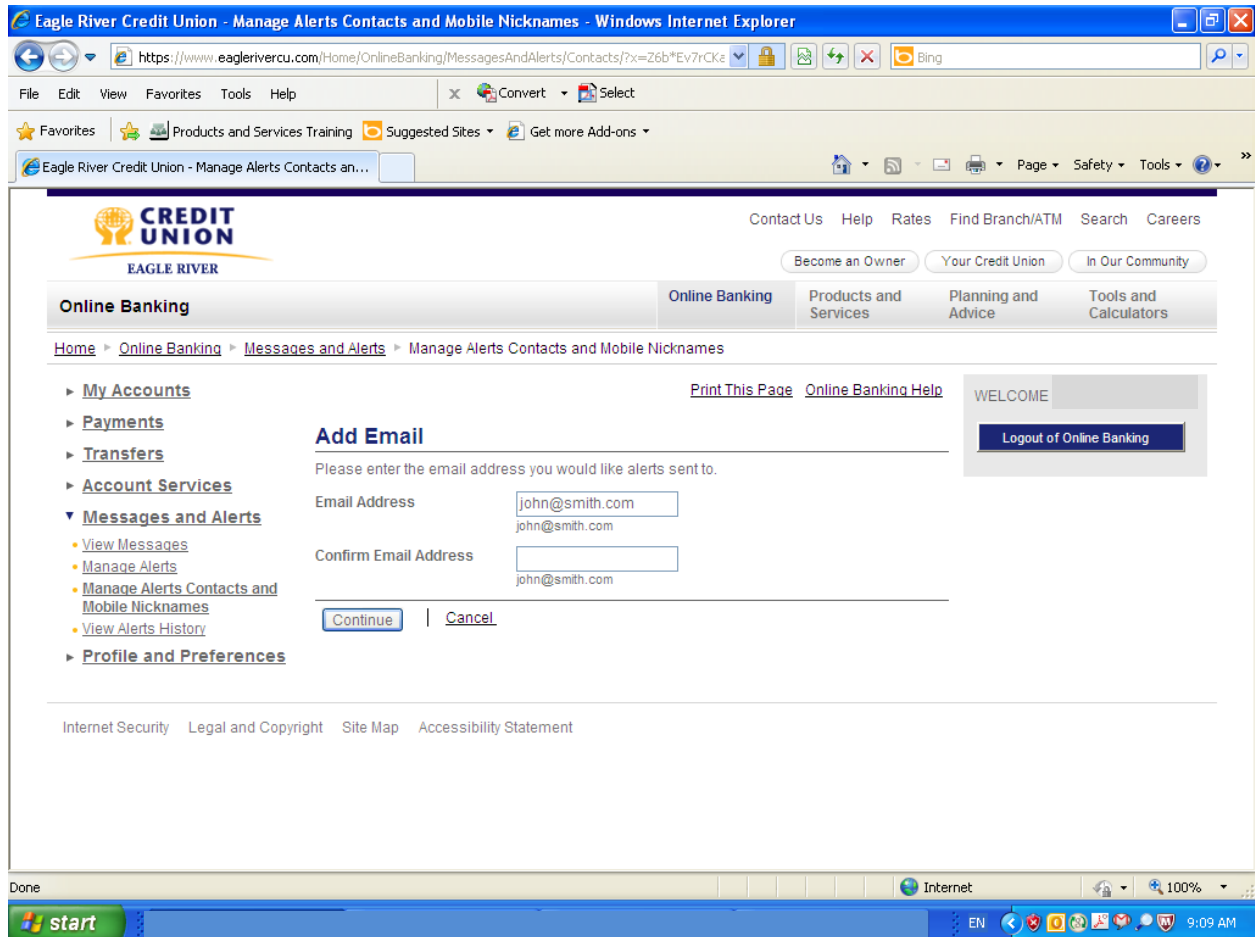 Eagle River Credit Union - Manage Alerts Contacts and Mobile Nicknames - Windows Internet Explorer
https://www.eaglerivercu.com/Home/OnlineBanking/MessagesAndAlerts/Contacts/?x=Z6b*Ev7rCKa
Bing
File Edit View Favorites Tools Help x Convert Select
Favorites Products and Services Training Suggested Sites Get more Add-ons
Eagle River Credit Union - Manage Alerts Contacts an... Page Safety Tools »
CREDIT
UNION
EAGLE RIVER
Contact Us Help Rates Find Branch/ATM Search Careers
Become an Owner Your Credit Union In Our Community
Online Banking
Online Banking
Products and
Services
Planning and
Advice
Tools and
Calculators
Home Online Banking Messages and Alerts Manage Alerts Contacts and Mobile Nicknames
My Accounts
Payments
Transfers
Account Services
Messages and Alerts
View Messages
Manage Alerts
Manage Alerts Contacts and
Mobile Nicknames
View Alerts History
Profile and Preferences
Print This Page Online Banking Help
Add Email
Please enter the email address you would like alerts sent to.
Email Address john@smith.com
john@smith.com
Confirm Email Address
john@smith.com
Continue | Cancel
WELCOME
Logout of Online Banking
Internet Security Legal and Copyright Site Map Accessibility Statement
Done Internet 100%
start EN 9:09 AM